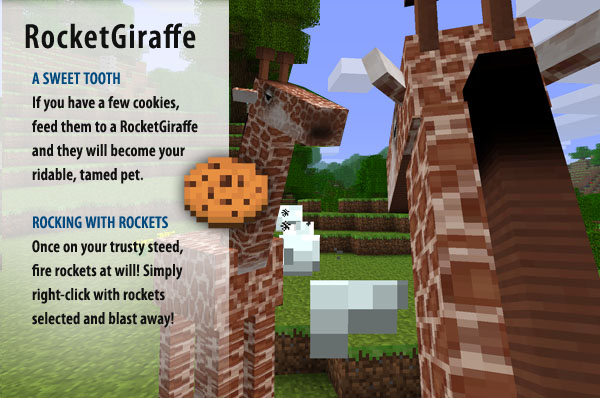 RocketGiraffe
A SWEET TOOTH
If you have a few cookies,
feed them to a RocketGiraffe
and they will become your
ridable, tamed pet.
ROCKING WITH ROCKETS
Once on your trusty steed,
fire rockets at will! Simply
right-click with rockets
selected and blast away!